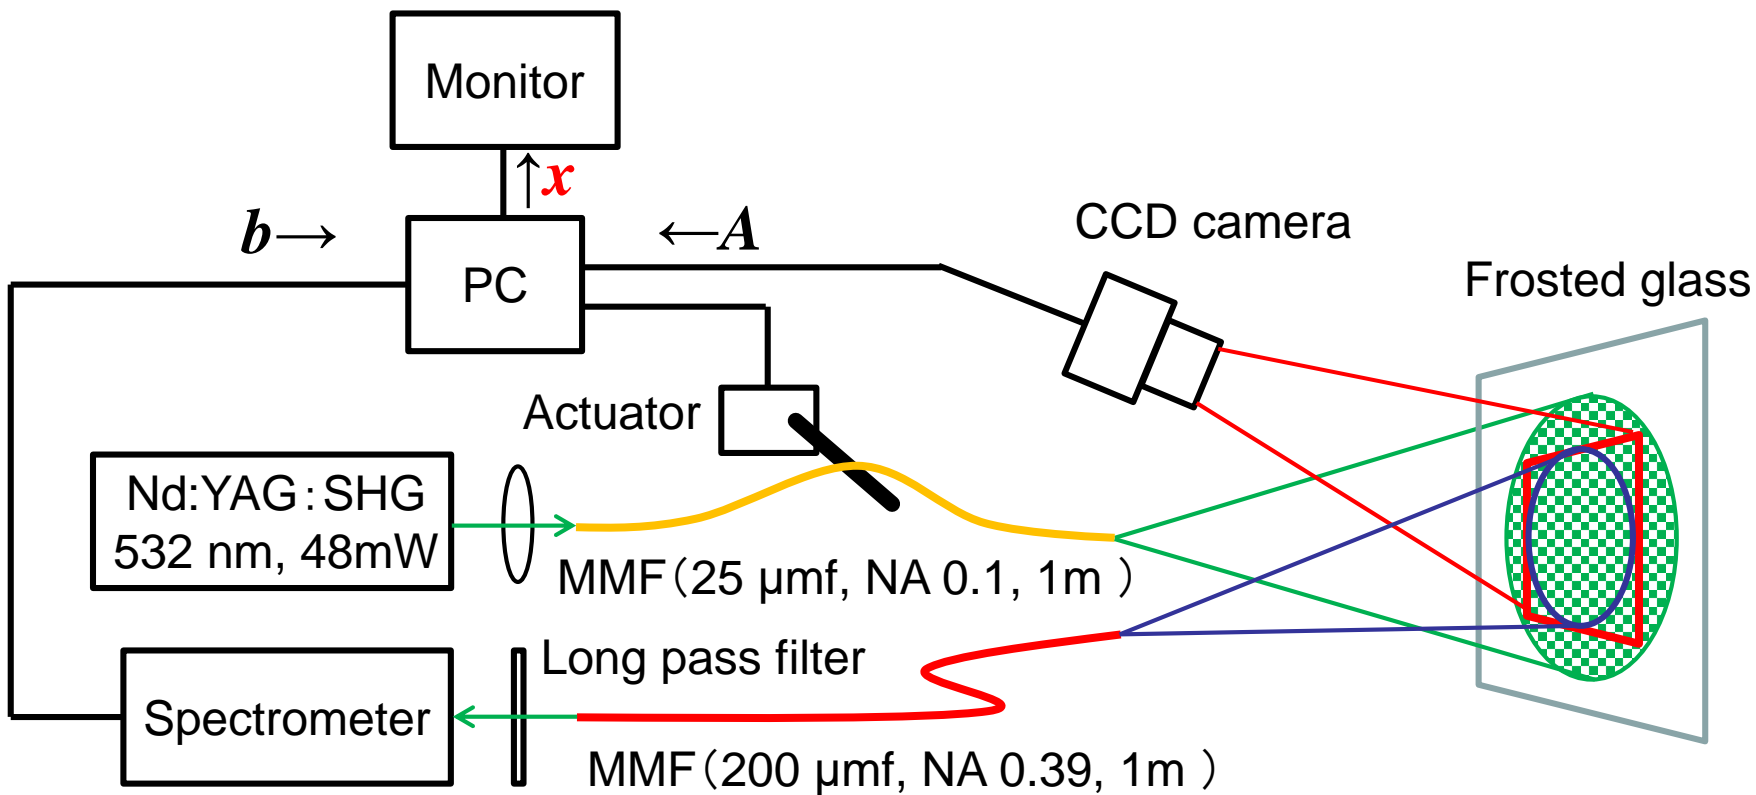 Monitor
↑x
b→
←A
PC
CCD camera
Frosted glass
Actuator
Nd:YAG：SHG
532 nm, 48mW
MMF（25 μmf, NA 0.1, 1m ）
Long pass filter
Spectrometer
MMF（200 μmf, NA 0.39, 1m ）